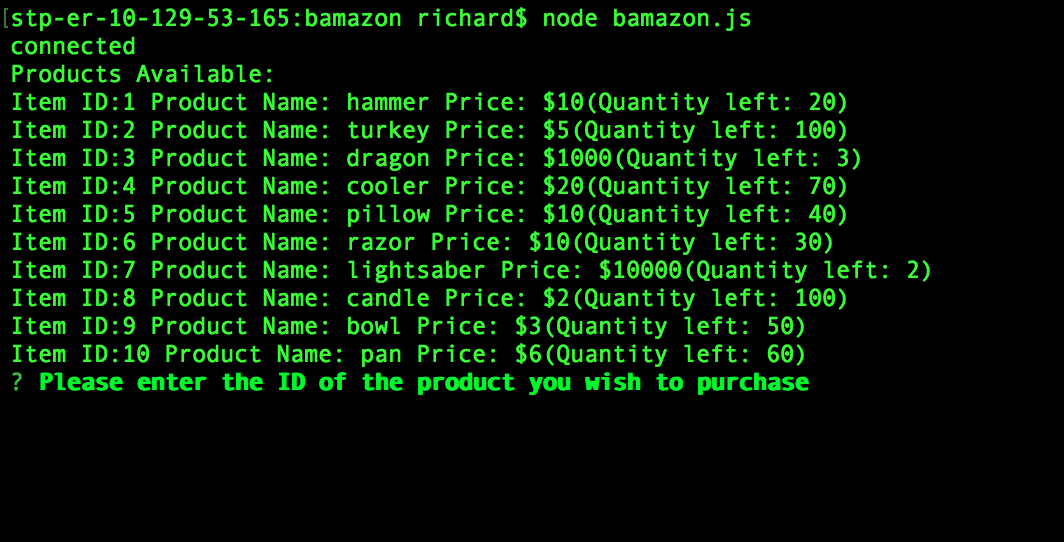 [stp-er-10-129-53-165:bamazon richard$ node bamazon.js
connected
Products Available:
Item ID:1 Product Name: hammer Price: $10(Quantity left: 20)
Item ID:2 Product Name: turkey Price: $5(Quantity left: 100)
Item ID:3 Product Name: dragon Price: $1000(Quantity left: 3)
Item ID:4 Product Name: cooler Price: $20(Quantity left: 70)
Item ID:5 Product Name: pillow Price: $10(Quantity left: 40)
Item ID:6 Product Name: razor Price: $10(Quantity left: 30)
Item ID:7 Product Name: lightsaber Price: $10000(Quantity left: 2)
Item ID:8 Product Name: candle Price: $2(Quantity left: 100)
Item ID:9 Product Name: bowl Price: $3(Quantity left: 50)
Item ID:10 Product Name: pan Price: $6(Quantity left: 60)
? Please enter the ID of the product you wish to purchase